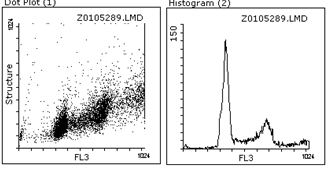 Dot Plot (1)
Z0105289.LMD
1024
Structure
FL3
1024
Histogram (2)
Z0105289.LMD
150
FL3
1024